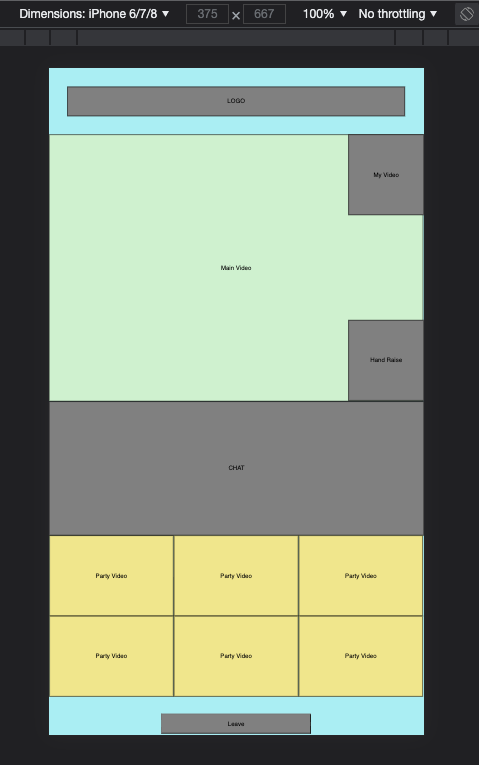 Dimensions: iPhone 6/7/8 ▼ 375 × 667 100% ▼ No throttling ▼
LOGO
My Video
Main Video
Hand Raise
CHAT
Party Video Party Video Party Video
Party Video Party Video Party Video
Leave